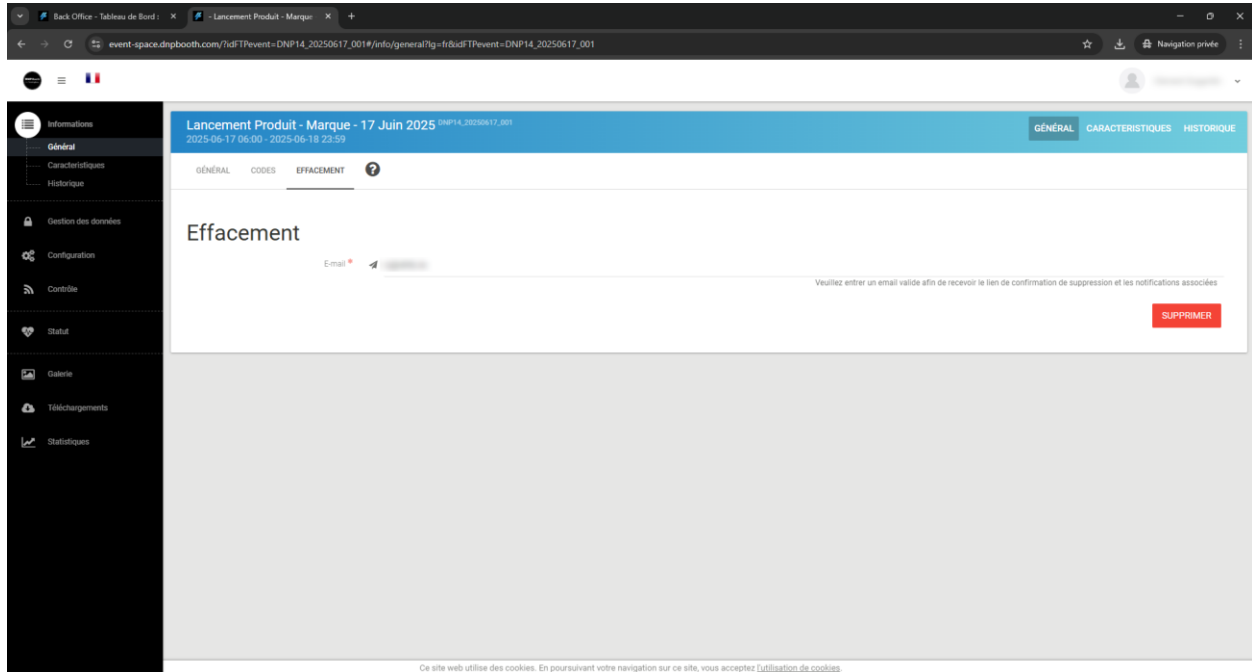 Back Office - Tableau de Bord :
- Lancement Produit - Marque
event-space.dnpbooth.com/?idFTPevent=DNP14_20250617_001#/info/general?lg=fr&idFTPevent=DNP14_20250617_001
Navigation privée
Informations
Général
Caracteristiques
Historique
Gestion des données
Configuration
Contrôle
Statut
Galerie
Téléchargements
Statistiques
Lancement Produit - Marque - 17 Juin 2025 DNP14_20250617_001
2025-06-17 06:00 - 2025-06-18 23:59
GÉNÉRAL CARACTERISTIQUES HISTORIQUE
GÉNÉRAL CODES EFFACEMENT ?
Effacement
E-mail *
Veuillez entrer un email valide afin de recevoir le lien de confirmation de suppression et les notifications associées
SUPPRIMER
Ce site web utilise des cookies. En poursuivant votre navigation sur ce site, vous acceptez l'utilisation de cookies.